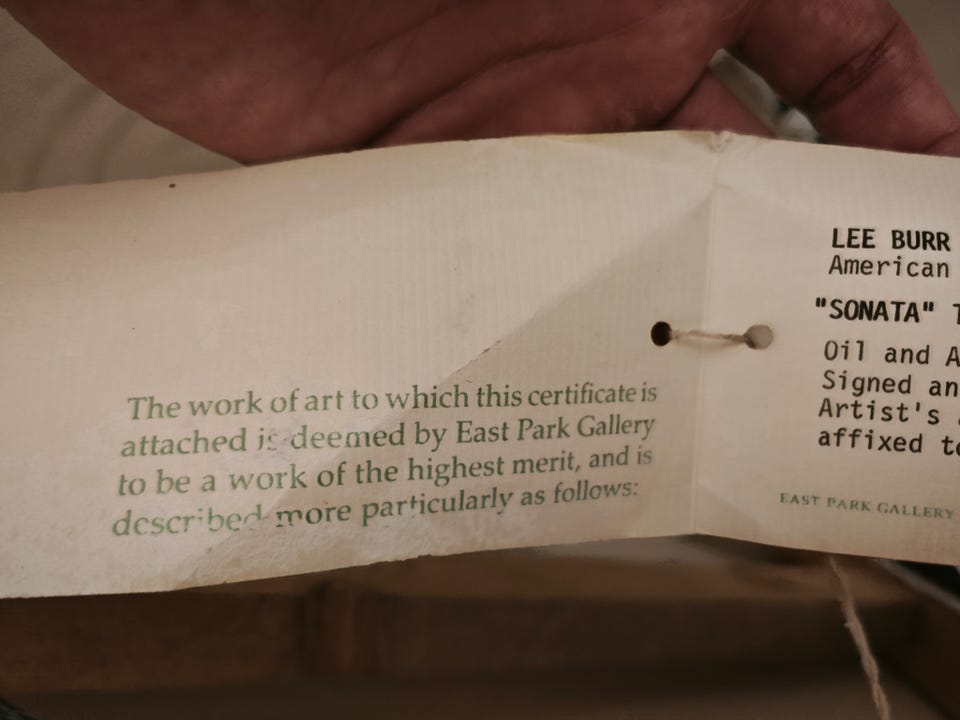 The work of art to which this certificate is
attached is deemed by East Park Gallery
to be a work of the highest merit, and is
described more particularly as follows:
LEE BURR
American
"SONATA" T
Oil and A
Signed an
Artist's
affixed to
EAST PARK GALLERY